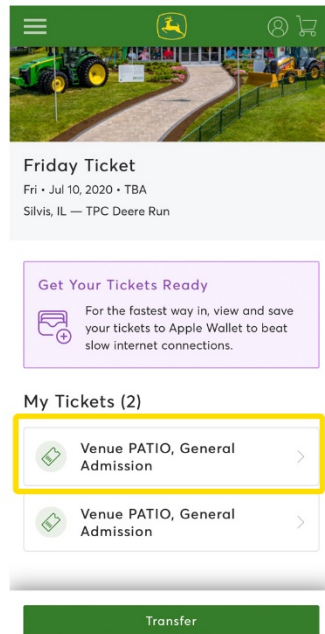 Friday Ticket
Fri • Jul 10, 2020 • TBA
Silvis, IL — TPC Deere Run
Get Your Tickets Ready
For the fastest way in, view and save
your tickets to Apple Wallet to beat
slow internet connections.
My Tickets (2)
Venue PATIO, General
Admission
Venue PATIO, General
Admission
Transfer